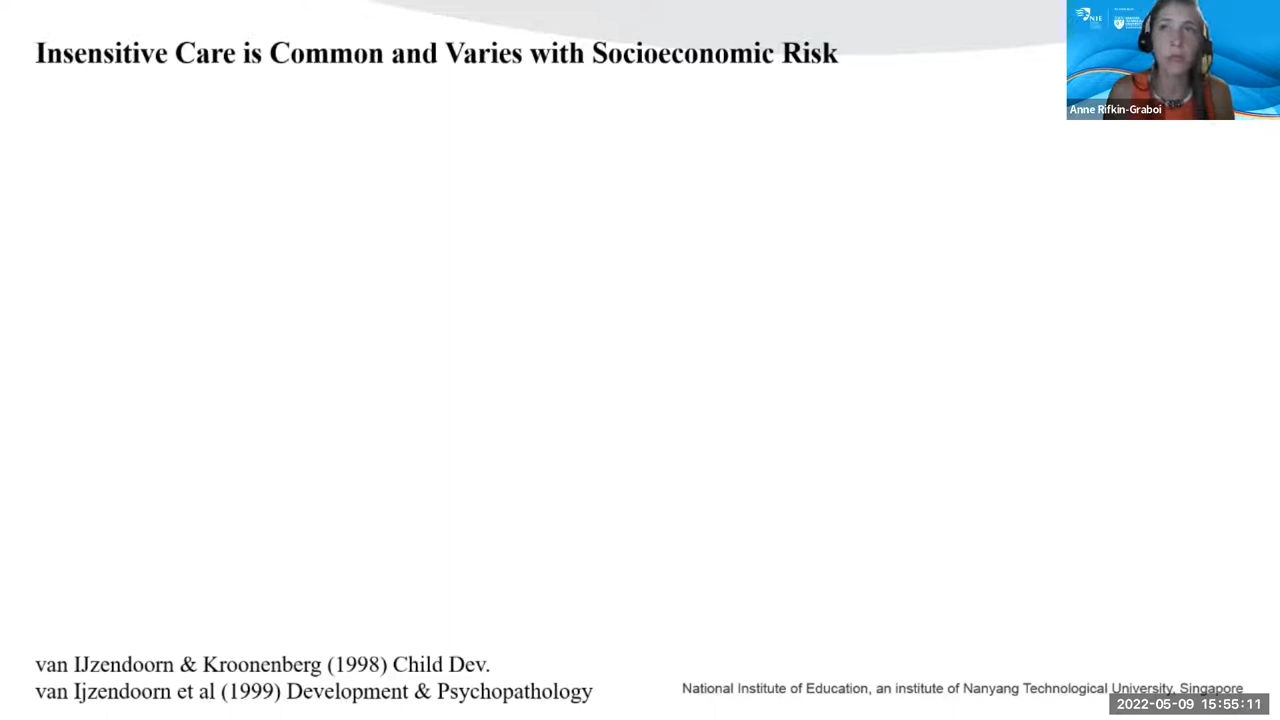 Insensitive Care is Common and Varies with Socioeconomic Risk
NIE
Anne Rifkin-Graboi
van IJzendoorn & Kroonenberg (1998) Child Dev.
van Ijzendoorn et al (1999) Development & Psychopathology
National Institute of Education, an institute of Nanyang Technological University, Singapore
2022-05-09 15:55:11